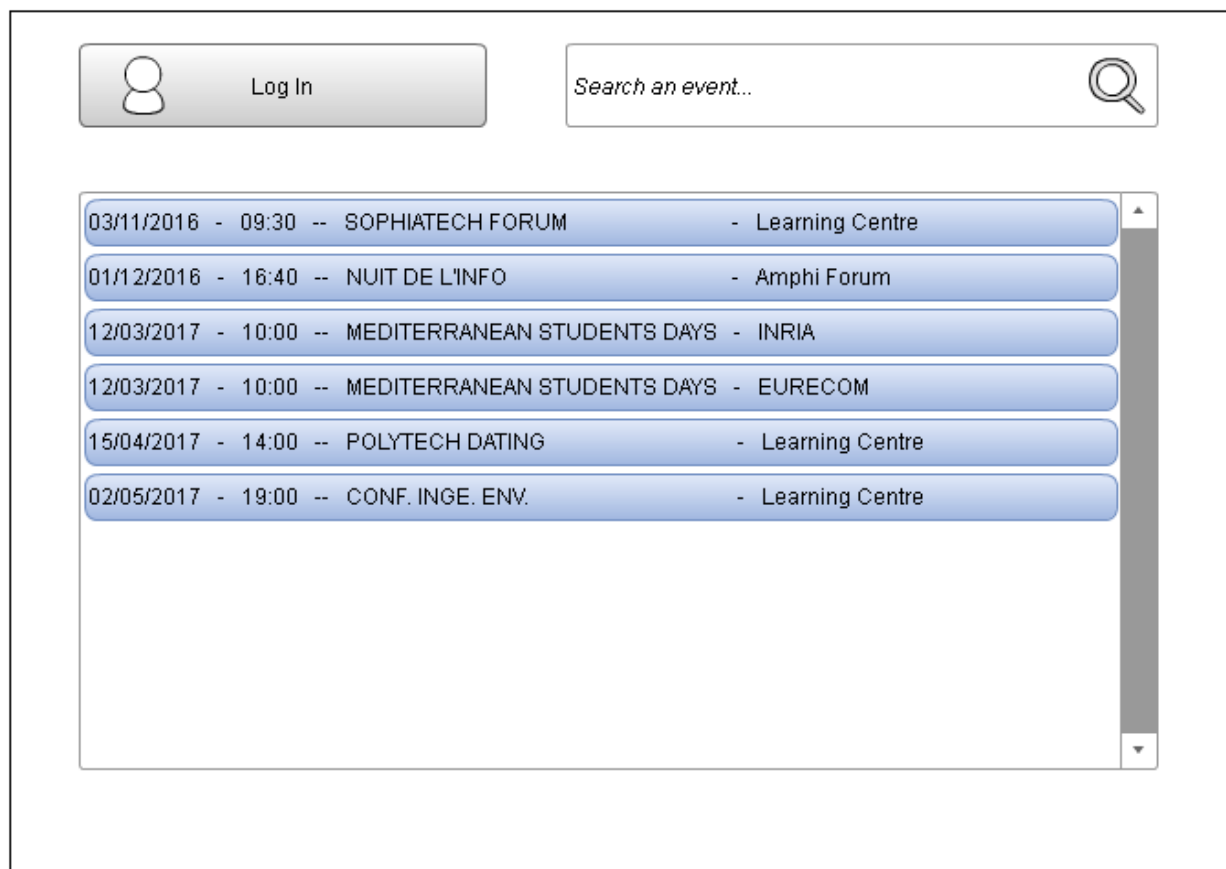 Log In
Search an event...
03/11/2016 - 09:30 -- SOPHIATECH FORUM - Learning Centre
01/12/2016 - 16:40 -- NUIT DE L'INFO - Amphi Forum
12/03/2017 - 10:00 -- MEDITERRANEAN STUDENTS DAYS - INRIA
12/03/2017 - 10:00 -- MEDITERRANEAN STUDENTS DAYS - EURECOM
15/04/2017 - 14:00 -- POLYTECH DATING - Learning Centre
02/05/2017 - 19:00 -- CONF. INGE. ENV. - Learning Centre